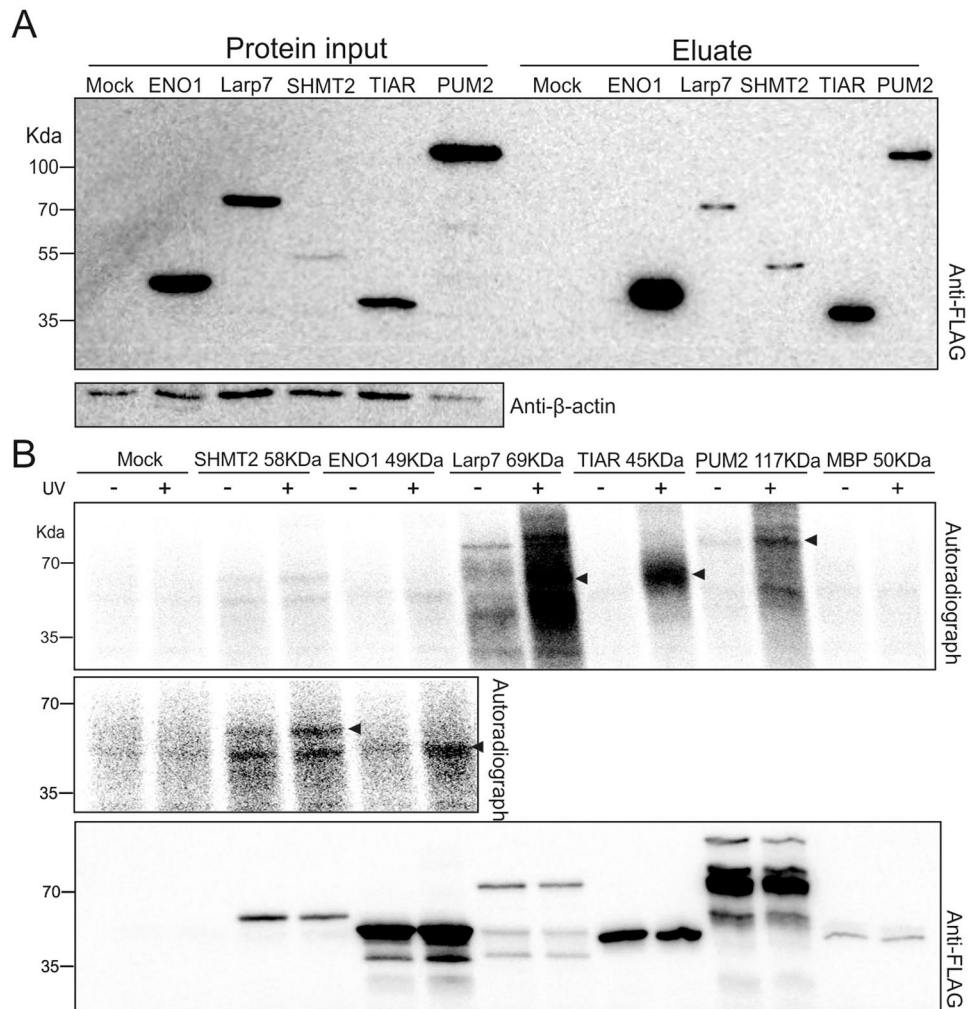 A
Protein input Eluate
Mock ENO1 Larp7 SHMT2 TIAR PUM2 Mock ENO1 Larp7 SHMT2 TIAR PUM2
Kda
100
70
55
35
Anti-FLAG
Anti-β-actin
B
Mock SHMT2 58KDa ENO1 49KDa Larp7 69KDa TIAR 45KDa PUM2 117KDa MBP 50KDa
UV - + - + - + - + - + - + - +
Kda
70
35
Autoradiograph
70
35
Autoradiograph
70
35
Anti-FLAG